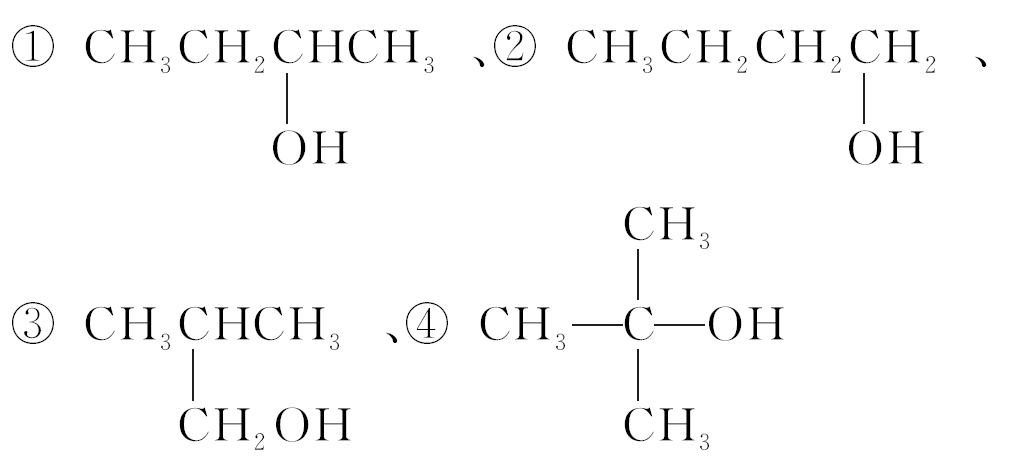 ① CH₃CH₂CHCH₃ 、② CH₃CH₂CH₂CH₂ 、
OH OH
CH₃
③ CH₃CHCH₃ 、④ CH₃—C—OH
CH₂OH CH₃